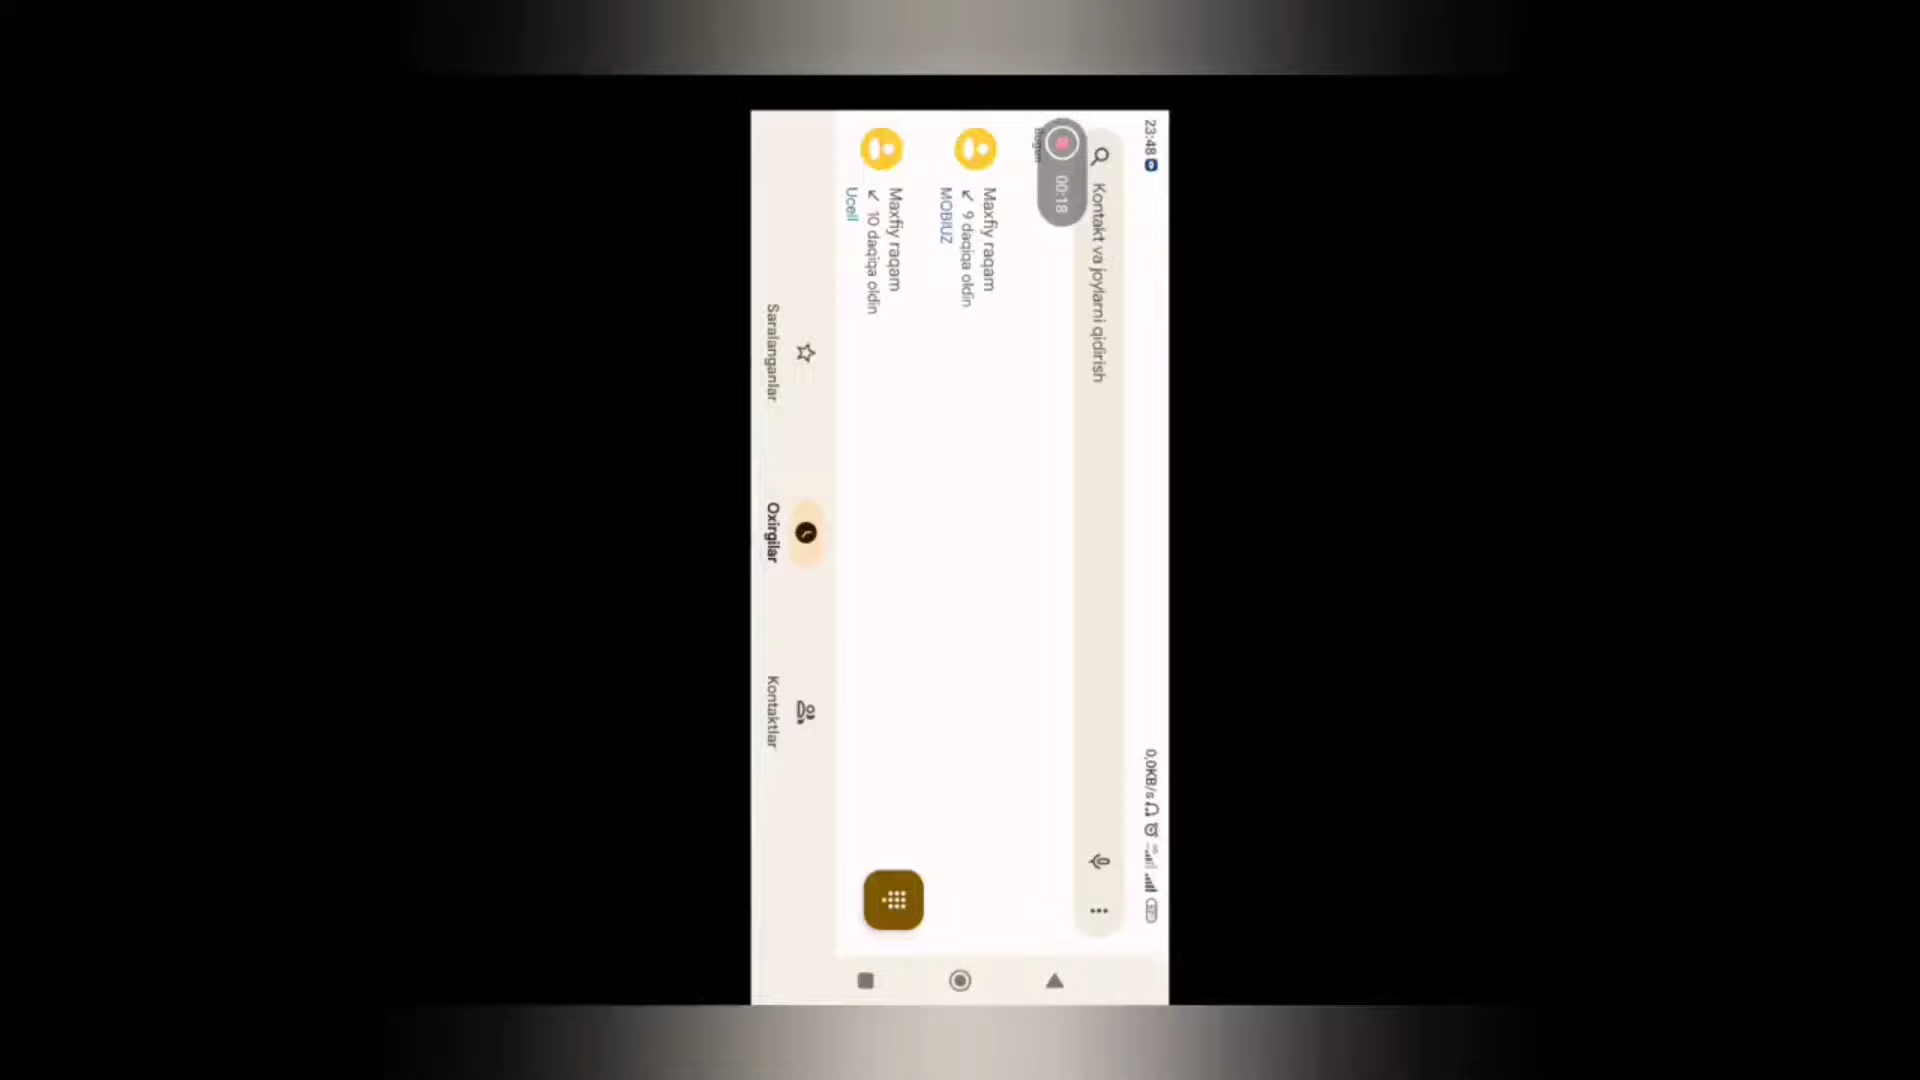 23:48
0,0KB/s
Kontakt va joylarni qidirish
00:18
Bugun
Maxfiy raqam
↙ 9 daqiqa oldin
MOBIUZ
Maxfiy raqam
↙ 10 daqiqa oldin
Ucell
Saralanganlar
Oxirgilar
Kontaktlar